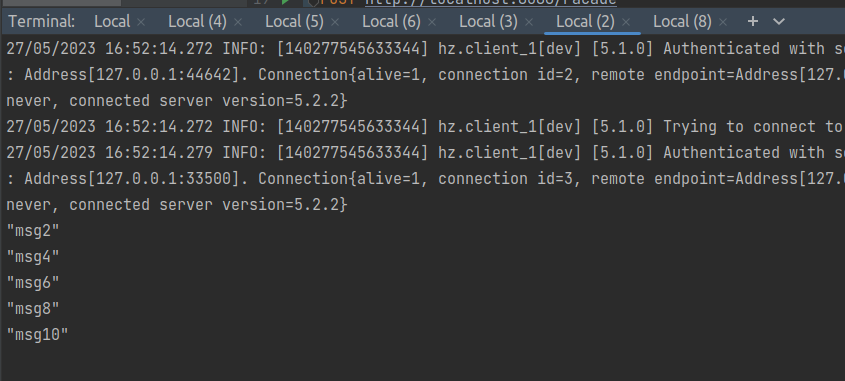 POST http://localhost:8080/facade
Terminal: Local × Local (4) × Local (5) × Local (6) × Local (3) × Local (2) × Local (8) × +
27/05/2023 16:52:14.272 INFO: [140277545633344] hz.client_1[dev] [5.1.0] Authenticated with
: Address[127.0.0.1:44642]. Connection{alive=1, connection id=2, remote endpoint=Address[127.
never, connected server version=5.2.2}
27/05/2023 16:52:14.272 INFO: [140277545633344] hz.client_1[dev] [5.1.0] Trying to connect to
27/05/2023 16:52:14.279 INFO: [140277545633344] hz.client_1[dev] [5.1.0] Authenticated with
: Address[127.0.0.1:33500]. Connection{alive=1, connection id=3, remote endpoint=Address[127.
never, connected server version=5.2.2}
"msg2"
"msg4"
"msg6"
"msg8"
"msg10"